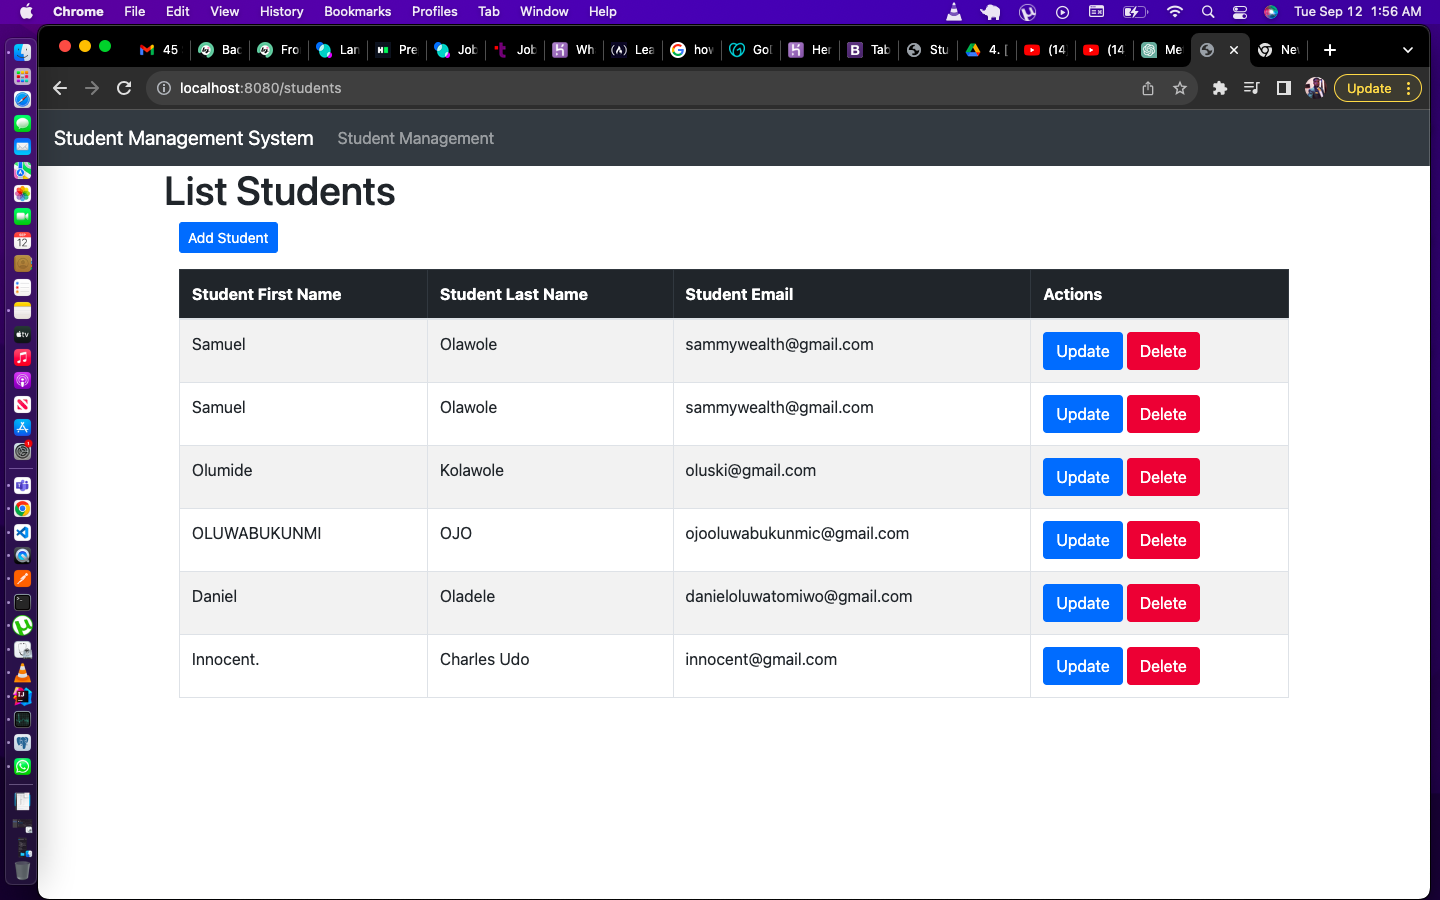 Chrome File Edit View History Bookmarks Profiles Tab Window Help Tue Sep 12 1:56 AM
45 Bac Fro Lan Pre Job Job Wh Lea how Gol Her Tab Stu 4. [ (14 (14 Me Nev
localhost:8080/students Update
Student Management System Student Management
List Students
Add Student
Student First Name Student Last Name Student Email Actions
Samuel Olawole sammywealth@gmail.com Update Delete
Samuel Olawole sammywealth@gmail.com Update Delete
Olumide Kolawole oluski@gmail.com Update Delete
OLUWABUKUNMI OJO ojooluwabukunmic@gmail.com Update Delete
Daniel Oladele danieloluwatomiwo@gmail.com Update Delete
Innocent. Charles Udo innocent@gmail.com Update Delete